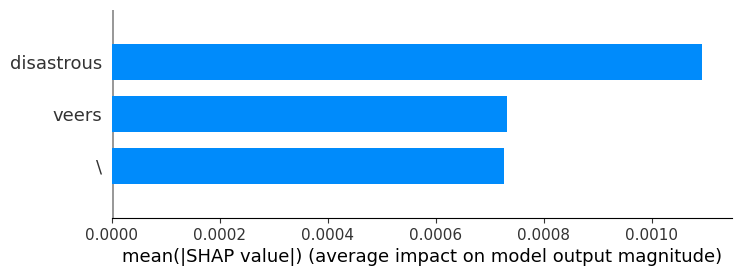 disastrous
veers
\
0.0000 0.0002 0.0004 0.0006 0.0008 0.0010
mean(|SHAP value|) (average impact on model output magnitude)